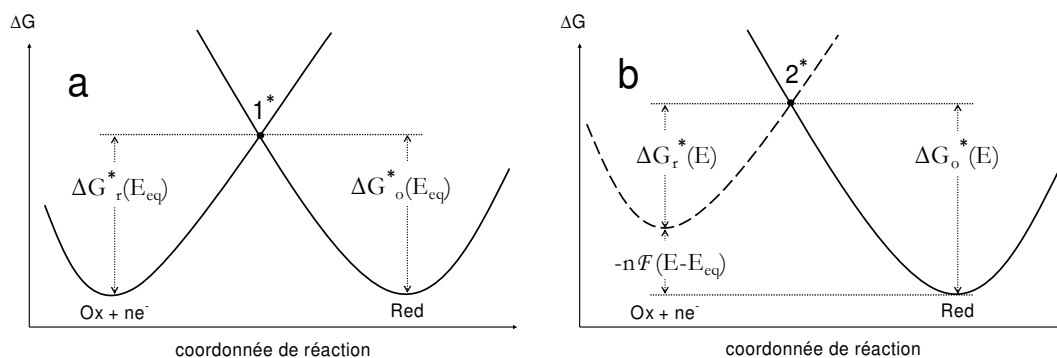 ΔG
a
1*
ΔG*r(Eeq)
ΔG*o(Eeq)
Ox + ne-
Red
coordonnée de réaction
ΔG
b
2*
ΔGr*(E)
ΔGo*(E)
-nF(E-Eeq)
Ox + ne-
Red
coordonnée de réaction